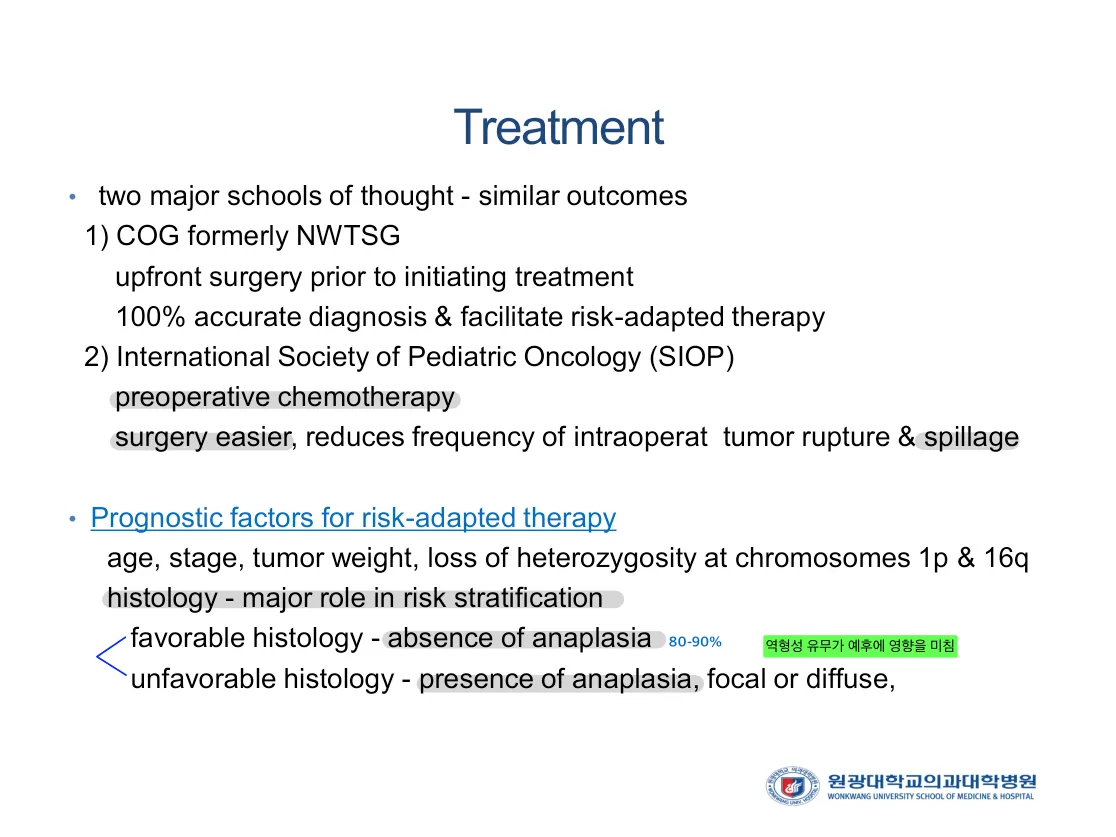 Treatment
• two major schools of thought - similar outcomes
1) COG formerly NWTSG
upfront surgery prior to initiating treatment
100% accurate diagnosis & facilitate risk-adapted therapy
2) International Society of Pediatric Oncology (SIOP)
preoperative chemotherapy
surgery easier, reduces frequency of intraoperat tumor rupture & spillage
• Prognostic factors for risk-adapted therapy
age, stage, tumor weight, loss of heterozygosity at chromosomes 1p & 16q
histology - major role in risk stratification
favorable histology - absence of anaplasia 80-90% 역형성 유무가 예후에 영향을 미침
unfavorable histology - presence of anaplasia, focal or diffuse,
원광대학교의과대학병원
WONKWANG UNIVERSITY SCHOOL OF MEDICINE & HOSPITAL